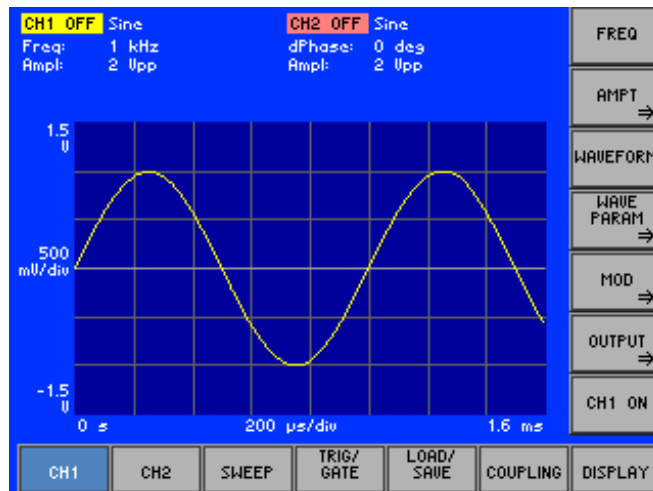 CH1 OFF Sine
Freq: 1 kHz
Ampl: 2 Vpp
CH2 OFF Sine
dPhase: 0 deg
Ampl: 2 Vpp
1.5
V
500
mV/div
-1.5
V
0 s 200 µs/div 1.6 ms
FREQ
AMPT
WAVEFORM
WAVE
PARAM
MOD
OUTPUT
CH1 ON
CH1 CH2 SWEEP TRIG/
GATE LOAD/
SAVE COUPLING DISPLAY